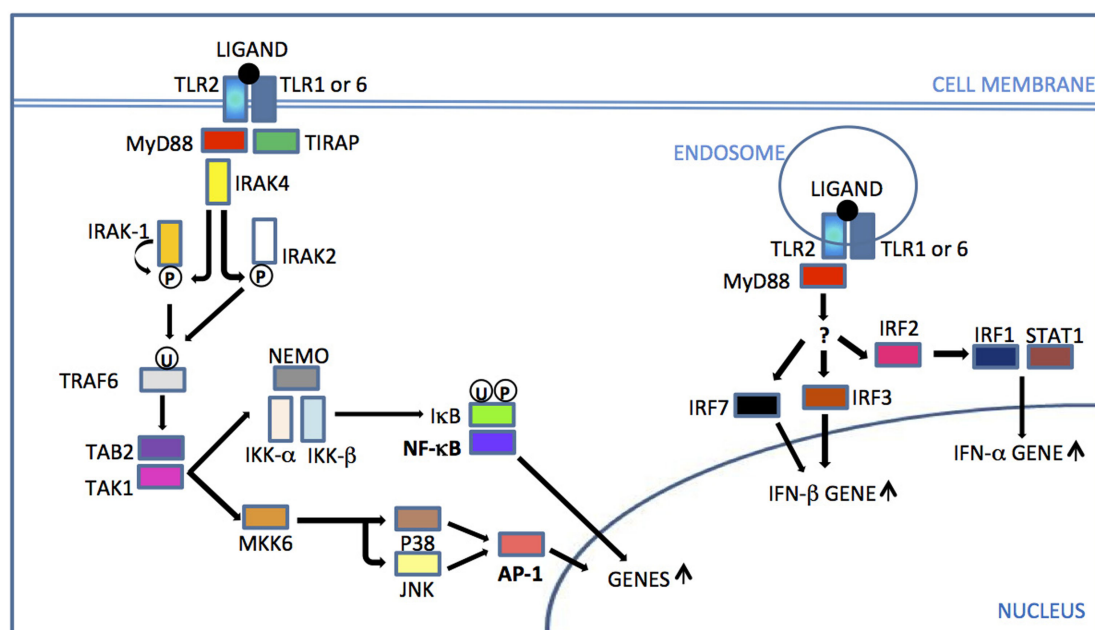 LIGAND
TLR2
TLR1 or 6
CELL MEMBRANE
MyD88
TIRAP
IRAK4
IRAK-1
IRAK2
P
P
U
TRAF6
NEMO
IKK-α
IKK-β
U P
IκB
NF-κB
TAB2
TAK1
MKK6
P38
JNK
AP-1
GENES
ENDOSOME
LIGAND
TLR2
TLR1 or 6
MyD88
?
IRF2
IRF1
STAT1
IRF7
IRF3
IFN-α GENE
IFN-β GENE
NUCLEUS